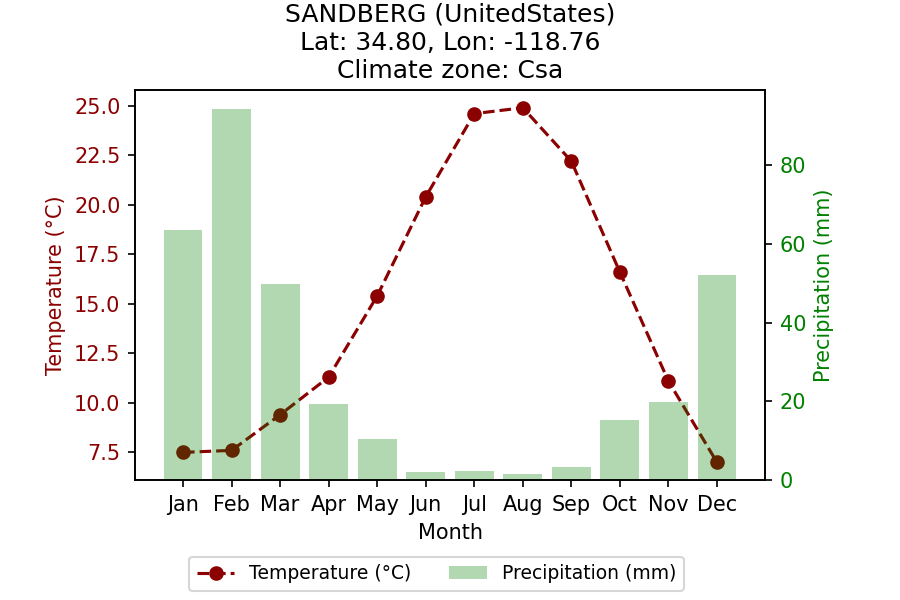 SANDBERG (UnitedStates)
Lat: 34.80, Lon: -118.76
Climate zone: Csa
25.0
22.5
20.0
17.5
15.0
12.5
10.0
7.5
Temperature (°C)
80
60
40
20
0
Precipitation (mm)
Jan Feb Mar Apr May Jun Jul Aug Sep Oct Nov Dec
Month
Temperature (°C) Precipitation (mm)